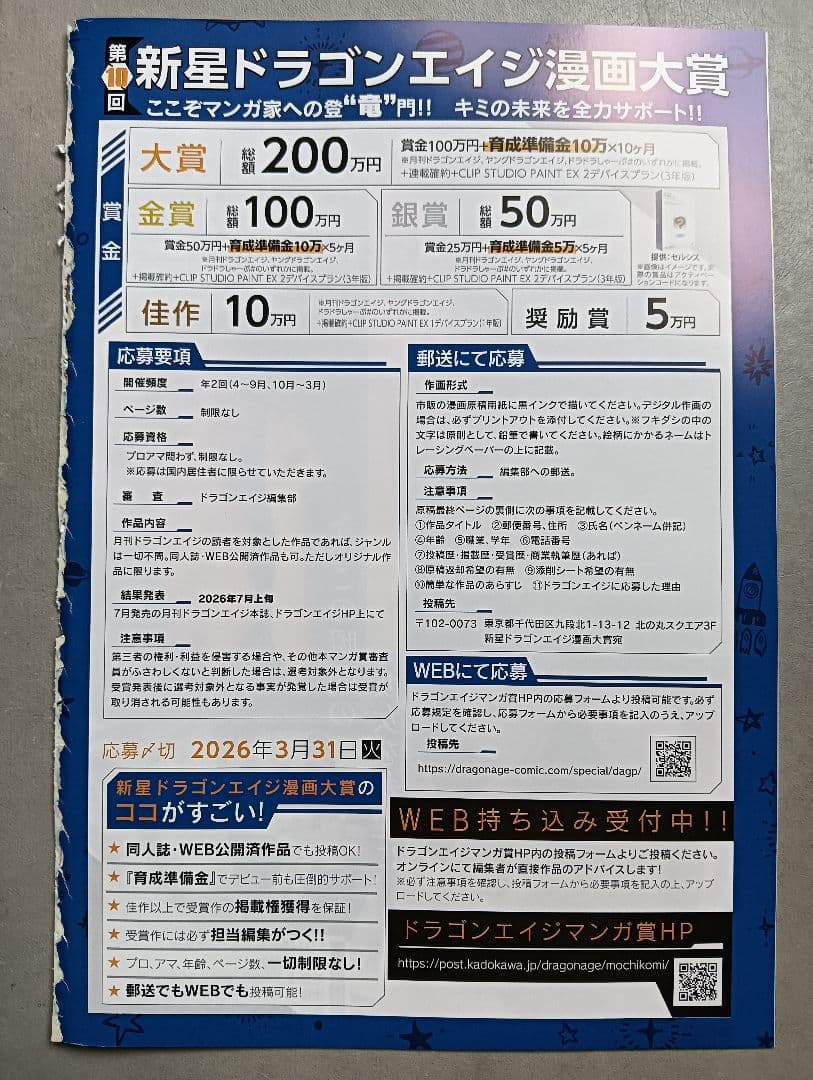 第10回
新星ドラゴンエイジ漫画大賞
ここぞマンガ家への登“竜”門!! キミの未来を全力サポート!!
賞金
大賞 総額 200万円
賞金100万円+育成準備金10万×10ヶ月
※月刊ドラゴンエイジ、ヤングドラゴンエイジ、ドラドラしゃーぷ#のいずれかに掲載。
+連載確約+CLIP STUDIO PAINT EX 2デバイスプラン(3年版)
金賞 総額 100万円
賞金50万円+育成準備金10万×5ヶ月
※月刊ドラゴンエイジ、ヤングドラゴンエイジ、
ドラドラしゃーぷ#のいずれかに掲載。
+掲載確約+CLIP STUDIO PAINT EX 2デバイスプラン(3年版)
銀賞 総額 50万円
賞金25万円+育成準備金5万×5ヶ月
※月刊ドラゴンエイジ、ヤングドラゴンエイジ、
ドラドラしゃーぷ#のいずれかに掲載。
+掲載確約+CLIP STUDIO PAINT EX 2デバイスプラン(3年版)
提供:セルシス
※画像はイメージです。実
際の賞品はアクティベー
ションコードになります。
佳作 10万円
※月刊ドラゴンエイジ、ヤングドラゴンエイジ、
ドラドラしゃーぷ#のいずれかに掲載。
+掲載確約+CLIP STUDIO PAINT EX 1デバイスプラン(1年版)
奨励賞 5万円
応募要項
開催頻度 年2回(4～9月、10月～3月)
ページ数 制限なし
応募資格
プロアマ問わず、制限なし。
※応募は国内居住者に限らせていただきます。
審査 ドラゴンエイジ編集部
作品内容
月刊ドラゴンエイジの読者を対象とした作品であれば、ジャンル
は一切不問。同人誌・WEB公開済作品も可。ただしオリジナル作
品に限ります。
結果発表 2026年7月上旬
7月発売の月刊ドラゴンエイジ本誌、ドラゴンエイジHP上にて
注意事項
第三者の権利・利益を侵害する場合や、その他本マンガ賞審査
員がふさわしくないと判断した場合は、選考対象外となります。
受賞発表後に選考対象外となる事実が発覚した場合は受賞が
取り消される可能性もあります。
応募〆切 2026年3月31日火
新星ドラゴンエイジ漫画大賞の
ココがすごい!
★同人誌・WEB公開済作品でも投稿OK!
★『育成準備金』でデビュー前も圧倒的サポート!
★佳作以上で受賞作の掲載権獲得を保証!
★受賞作には必ず担当編集がつく!!
★プロ、アマ、年齢、ページ数、一切制限なし!
★郵送でもWEBでも投稿可能!
郵送にて応募
作画形式
市販の漫画原稿用紙に黒インクで描いてください。デジタル作画の
場合は、必ずプリントアウトを添付してください。※フキダシの中の
文字は原則として、鉛筆で書いてください。絵柄にかかるネームはト
レーシングペーパーの上に記載。
応募方法 編集部への郵送。
注意事項
原稿最終ページの裏側に次の事項を記載してください。
①作品タイトル ②郵便番号、住所 ③氏名(ペンネーム併記)
④年齢 ⑤職業、学年 ⑥電話番号
⑦投稿歴・掲載歴・受賞歴・商業執筆歴(あれば)
⑧原稿返却希望の有無 ⑨添削シート希望の有無
⑩簡単な作品のあらすじ ⑪ドラゴンエイジに応募した理由
投稿先
〒102-0073 東京都千代田区九段北1-13-12 北の丸スクエア3F
新星ドラゴンエイジ漫画大賞宛
WEBにて応募
ドラゴンエイジマンガ賞HP内の応募フォームより投稿可能です。必ず
応募規定を確認し、応募フォームから必要事項を記入のうえ、アップ
ロードしてください。
投稿先
https://dragonage-comic.com/special/dagp/
WEB持ち込み受付中!!
ドラゴンエイジマンガ賞HP内の投稿フォームよりご投稿ください。
オンラインにて編集者が直接作品のアドバイスします!
※必ず注意事項を確認し、投稿フォームから必要事項を記入の上、アップ
ロードしてください。
ドラゴンエイジマンガ賞HP
https://post.kadokawa.jp/dragonage/mochikomi/